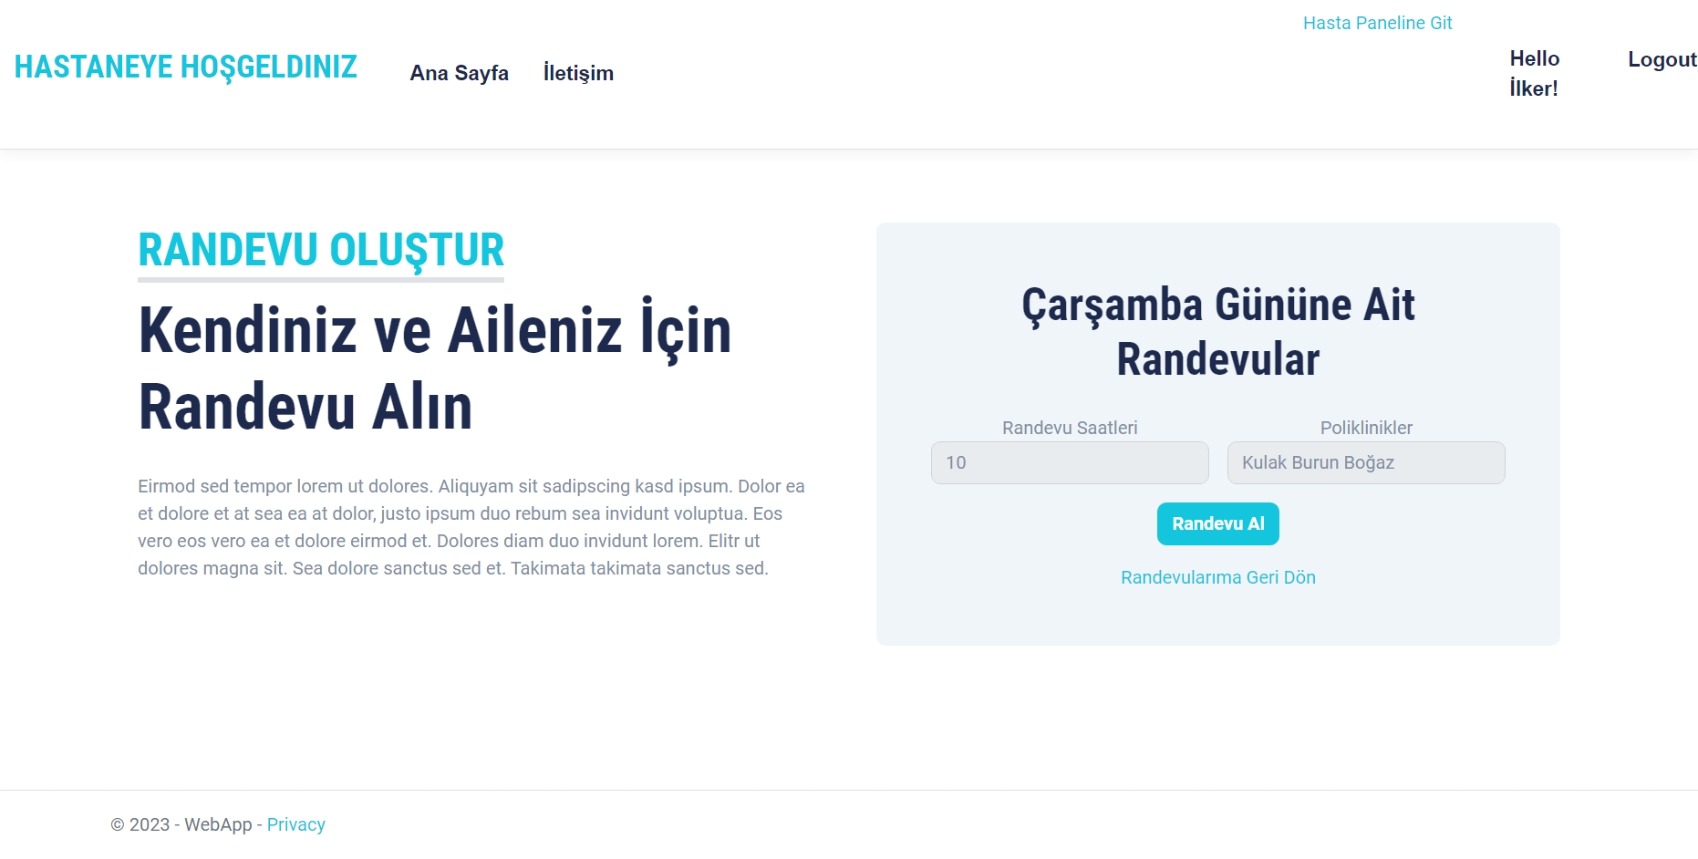 Hasta Paneline Git
HASTANEYE HOŞGELDINIZ
Ana Sayfa
İletişim
Hello
İlker!
Logout
RANDEVU OLUŞTUR
Kendiniz ve Aileniz İçin
Randevu Alın
Eirmod sed tempor lorem ut dolores. Aliquyam sit sadipscing kasd ipsum. Dolor ea
et dolore et at sea ea at dolor, justo ipsum duo rebum sea invidunt voluptua. Eos
vero eos vero ea et dolore eirmod et. Dolores diam duo invidunt lorem. Elitr ut
dolores magna sit. Sea dolore sanctus sed et. Takimata takimata sanctus sed.
Çarşamba Gününe Ait
Randevular
Randevu Saatleri
10
Poliklinikler
Kulak Burun Boğaz
Randevu Al
Randevularıma Geri Dön
© 2023 - WebApp - Privacy